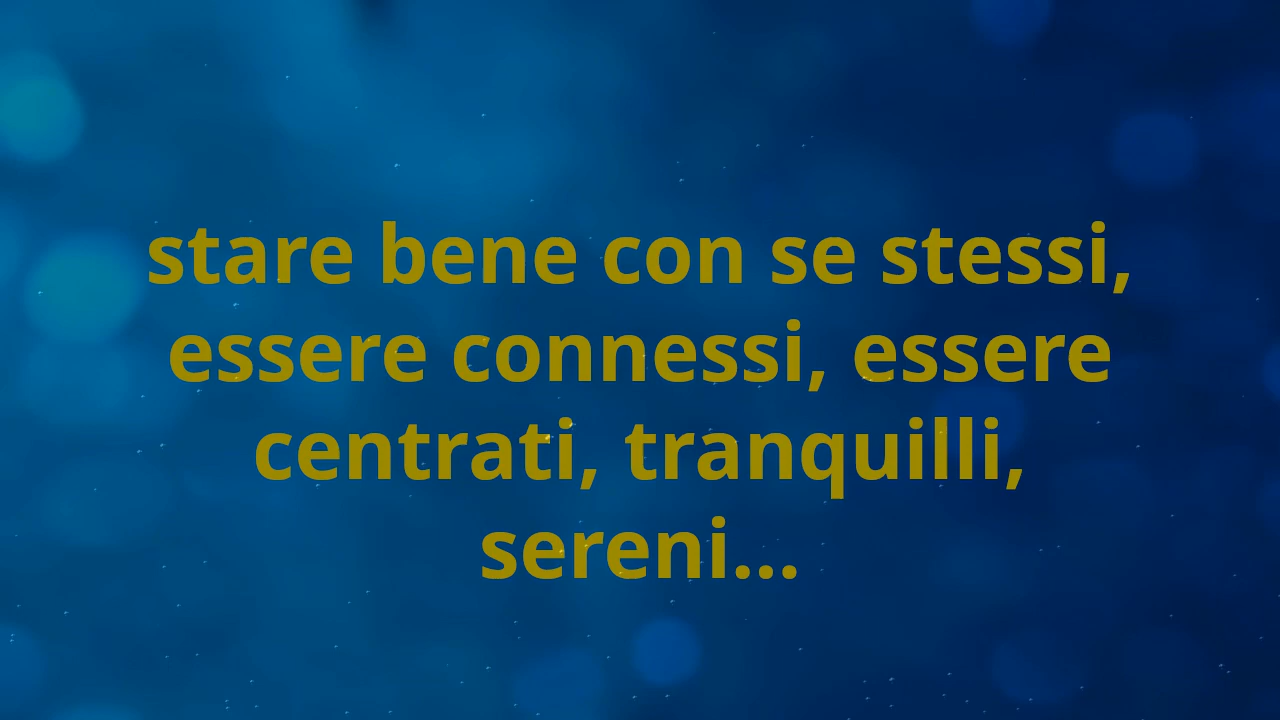 stare bene con se stessi,
essere connessi, essere
centrati, tranquilli,
sereni...